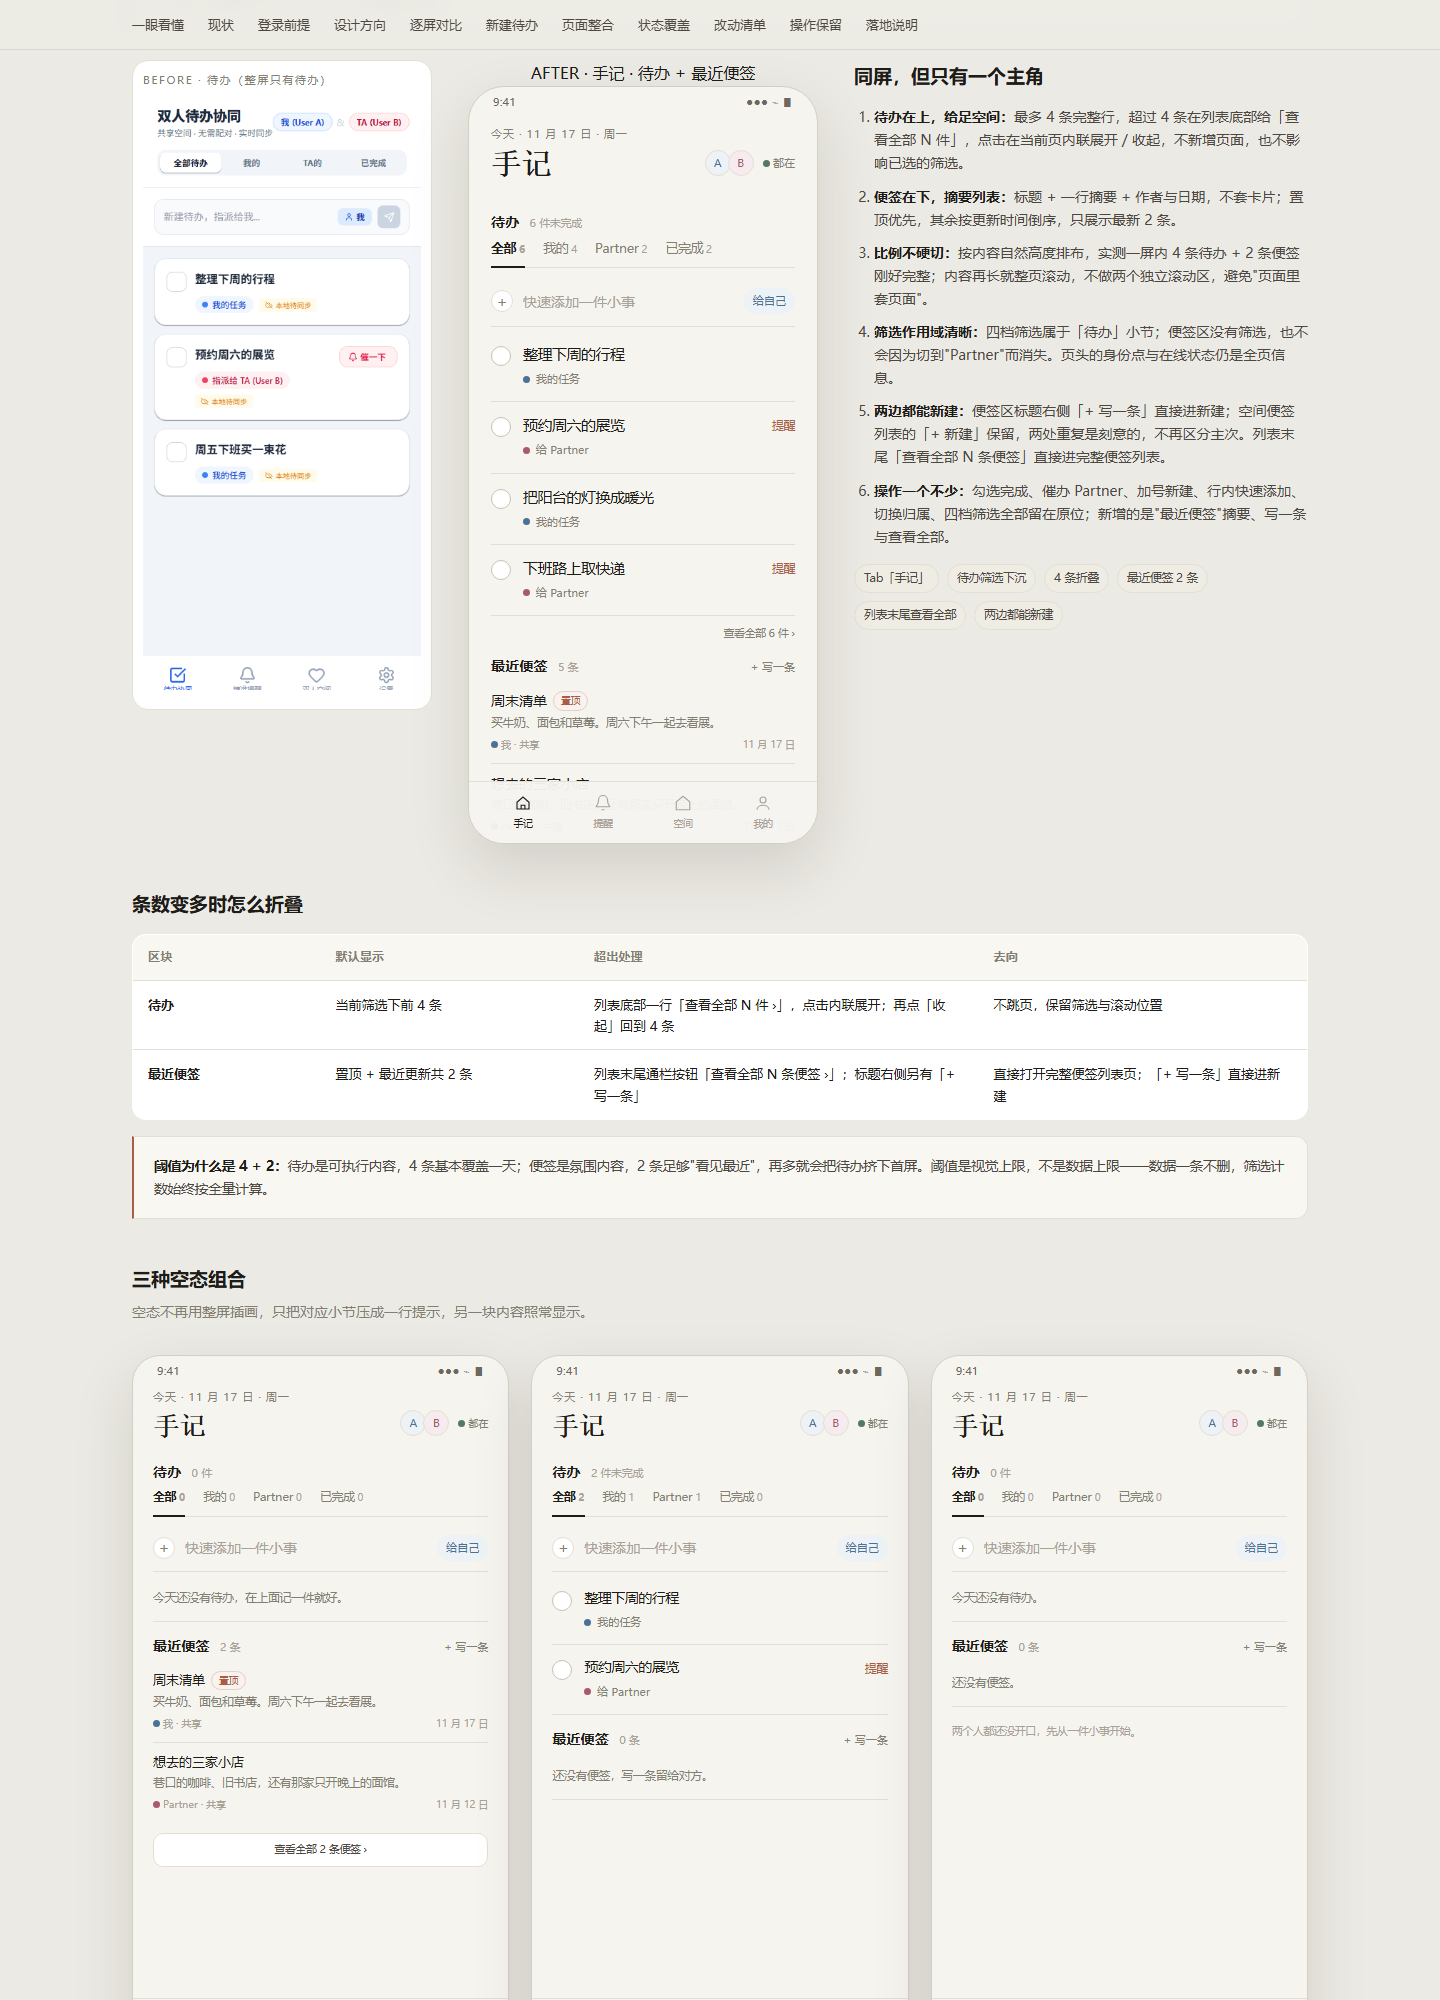 一眼看懂 现状 登录前提 设计方向 逐屏对比 新建待办 页面整合 状态覆盖 改动清单 操作保留 落地说明
BEFORE · 待办（整屏只有待办）
双人待办协同
共享空间 · 无需配对 · 实时同步
我 (User A) & TA (User B)
全部待办 我的 TA的 已完成
新建待办，指派给我...
我
整理下周的行程
我的任务 本地待同步
预约周六的展览
催一下
指派给 TA (User B)
本地待同步
周五下班买一束花
我的任务 本地待同步
AFTER · 手记 · 待办 + 最近便签
9:41
今天 · 11 月 17 日 · 周一
手记
A B 都在
待办 6 件未完成
全部 6 我的 4 Partner 2 已完成 2
+ 快速添加一件小事 给自己
整理下周的行程
我的任务
预约周六的展览 提醒
给 Partner
把阳台的灯换成暖光
我的任务
下班路上取快递 提醒
给 Partner
查看全部 6 件 ›
最近便签 5 条 + 写一条
周末清单 置顶
买牛奶、面包和草莓。周六下午一起去看展。
我 · 共享 11 月 17 日
想去的三家小店
手记 提醒 空间 我的
同屏，但只有一个主角
1. 待办在上，给足空间：最多 4 条完整行，超过 4 条在列表底部给「查
看全部 N 件」，点击在当前页内联展开 / 收起，不新增页面，也不影
响已选的筛选。
2. 便签在下，摘要列表：标题 + 一行摘要 + 作者与日期，不套卡片；置
顶优先，其余按更新时间倒序，只展示最新 2 条。
3. 比例不硬切：按内容自然高度排布，实测一屏内 4 条待办 + 2 条便签
刚好完整；内容再长就整页滚动，不做两个独立滚动区，避免"页面里
套页面"。
4. 筛选作用域清晰：四档筛选属于「待办」小节；便签区没有筛选，也不
会因为切到"Partner"而消失。页头的身份点与在线状态仍是全页信
息。
5. 两边都能新建：便签区标题右侧「+ 写一条」直接进新建；空间便签
列表的「+ 新建」保留，两处重复是刻意的，不再区分主次。列表末
尾「查看全部 N 条便签」直接进完整便签列表。
6. 操作一个不少：勾选完成、催办 Partner、加号新建、行内快速添加、
切换归属、四档筛选全部留在原位；新增的是"最近便签"摘要、写一条
与查看全部。
Tab「手记」 待办筛选下沉 4 条折叠 最近便签 2 条
列表末尾查看全部 两边都能新建
条数变多时怎么折叠
区块 默认显示 超出处理 去向
待办 当前筛选下前 4 条 列表底部一行「查看全部 N 件 ›」，点击内联展开；再点「收
起」回到 4 条 不跳页，保留筛选与滚动位置
最近便签 置顶 + 最近更新共 2 条 列表末尾通栏按钮「查看全部 N 条便签 ›」；标题右侧另有「+
写一条」 直接打开完整便签列表页；「+ 写一条」直接进新
建
阈值为什么是 4 + 2：待办是可执行内容，4 条基本覆盖一天；便签是氛围内容，2 条足够"看见最近"，再多就会把待办挤下首屏。阈值是视觉上限，不是数据上限——数据一条不删，筛选计
数始终按全量计算。
三种空态组合
空态不再用整屏插画，只把对应小节压成一行提示，另一块内容照常显示。
9:41
今天 · 11 月 17 日 · 周一
手记
A B 都在
待办 0 件
全部 0 我的 0 Partner 0 已完成 0
+ 快速添加一件小事 给自己
今天还没有待办，在上面记一件就好。
最近便签 2 条 + 写一条
周末清单 置顶
买牛奶、面包和草莓。周六下午一起去看展。
我 · 共享 11 月 17 日
想去的三家小店
巷口的咖啡、旧书店，还有那家只开晚上的面馆。
Partner · 共享 11 月 12 日
查看全部 2 条便签 ›
9:41
今天 · 11 月 17 日 · 周一
手记
A B 都在
待办 2 件未完成
全部 2 我的 1 Partner 1 已完成 0
+ 快速添加一件小事 给自己
整理下周的行程
我的任务
预约周六的展览 提醒
给 Partner
最近便签 0 条 + 写一条
还没有便签，写一条留给对方。
9:41
今天 · 11 月 17 日 · 周一
手记
A B 都在
待办 0 件
全部 0 我的 0 Partner 0 已完成 0
+ 快速添加一件小事 给自己
今天还没有待办。
最近便签 0 条 + 写一条
还没有便签。
两个人都还没开口，先从一件小事开始。